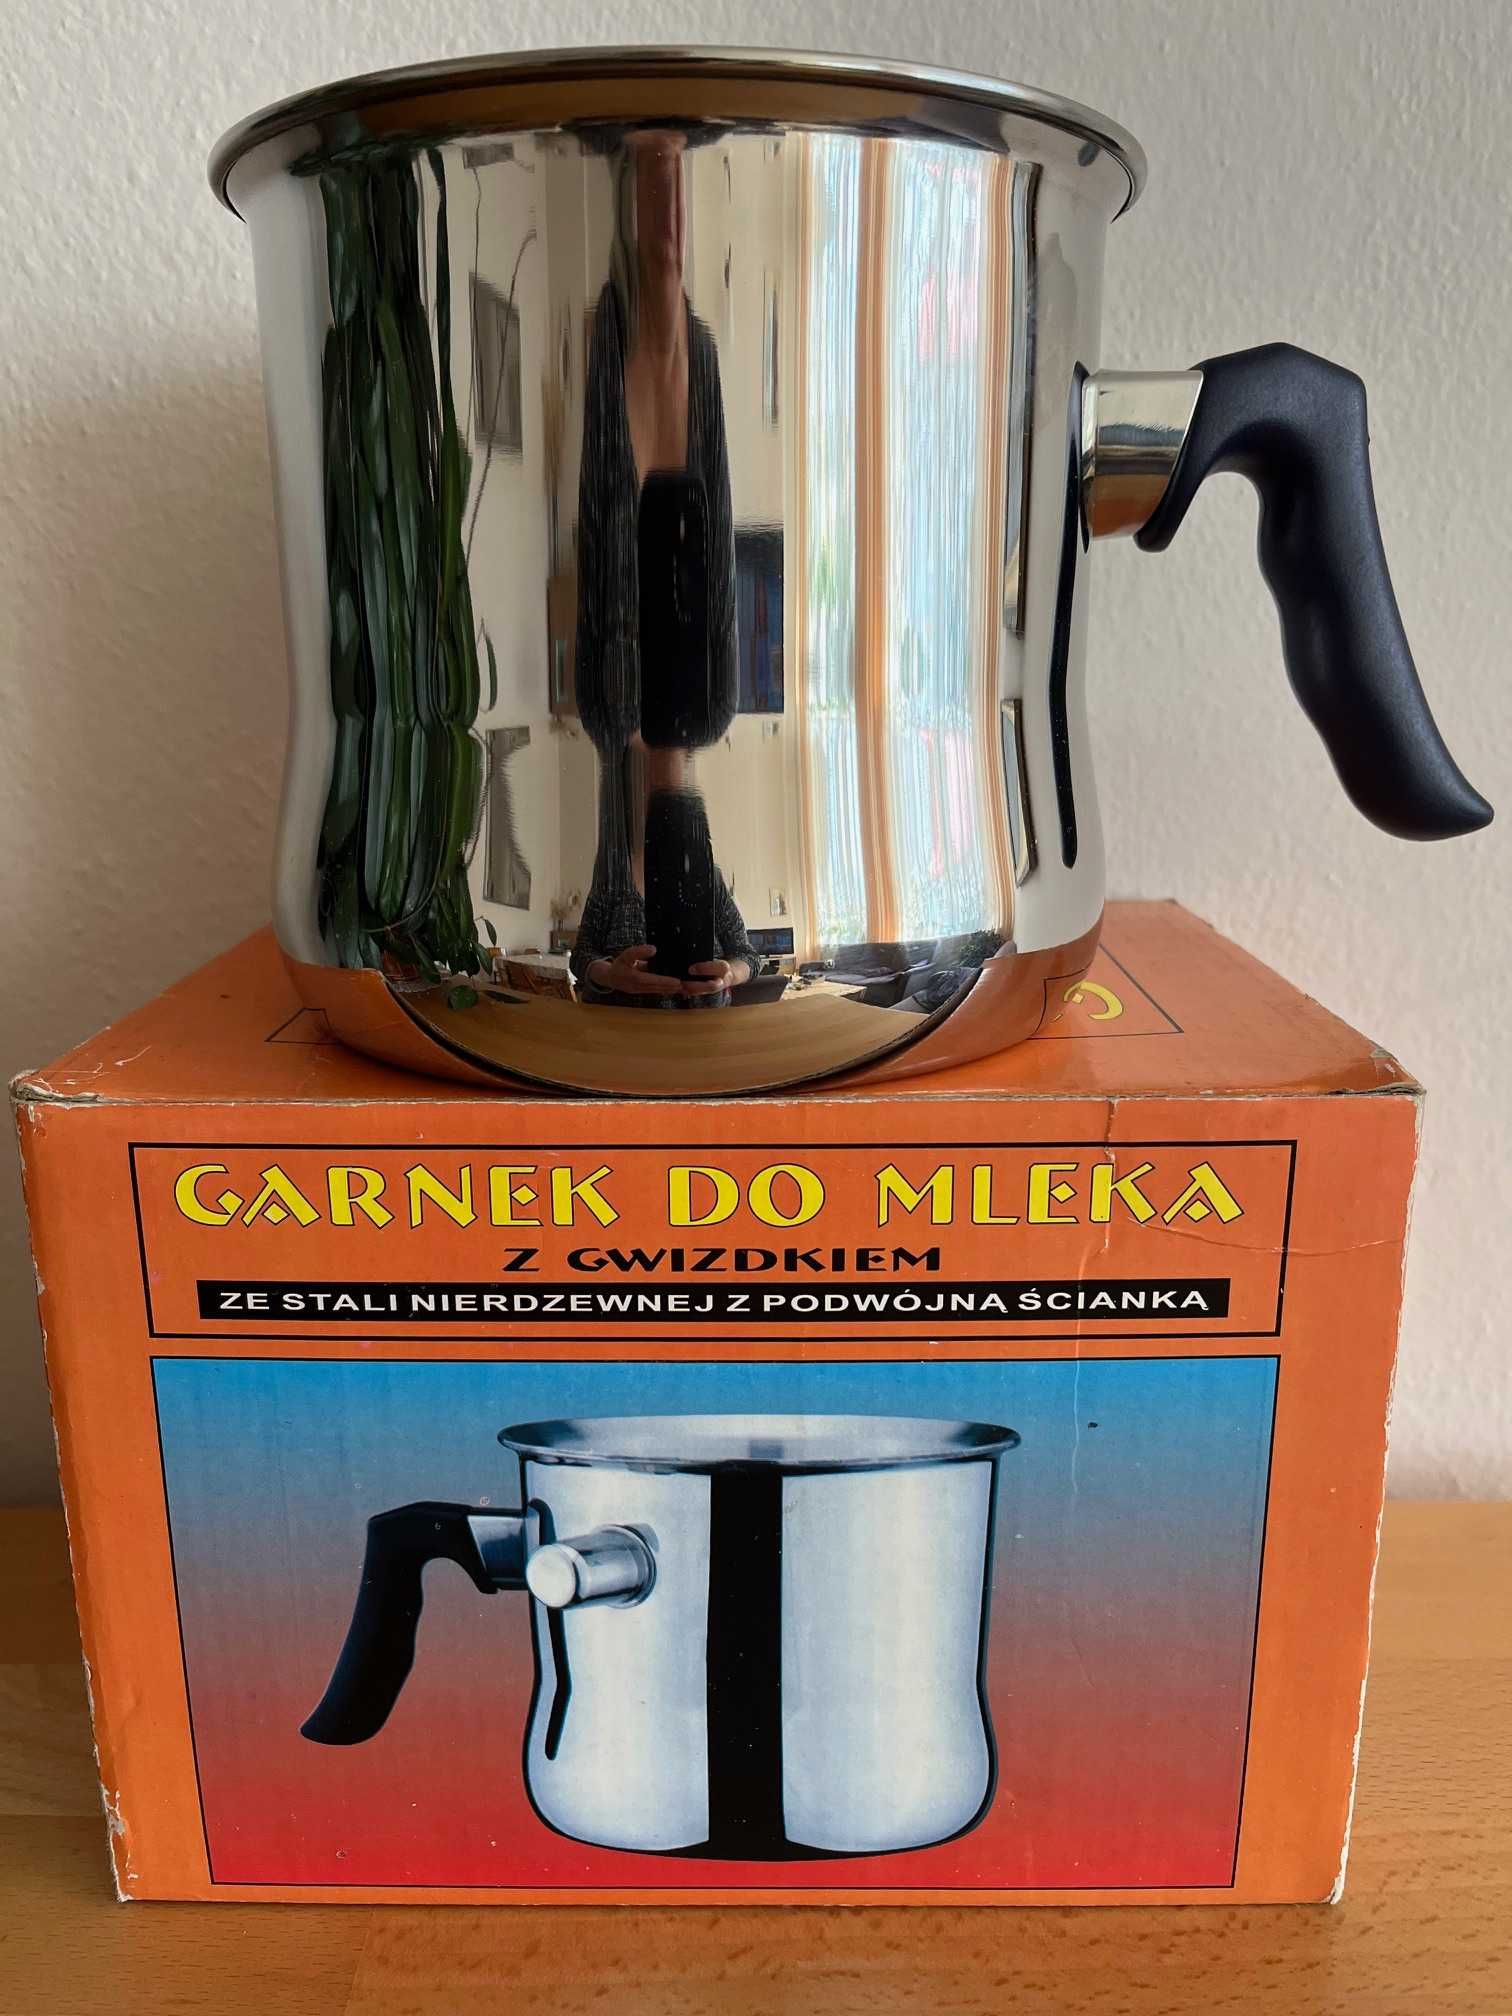 GARNEK DO MLEKA
Z GWIZDKIEM
ZE STALI NIERDZEWNEJ Z PODWÓJNĄ ŚCIANKĄ